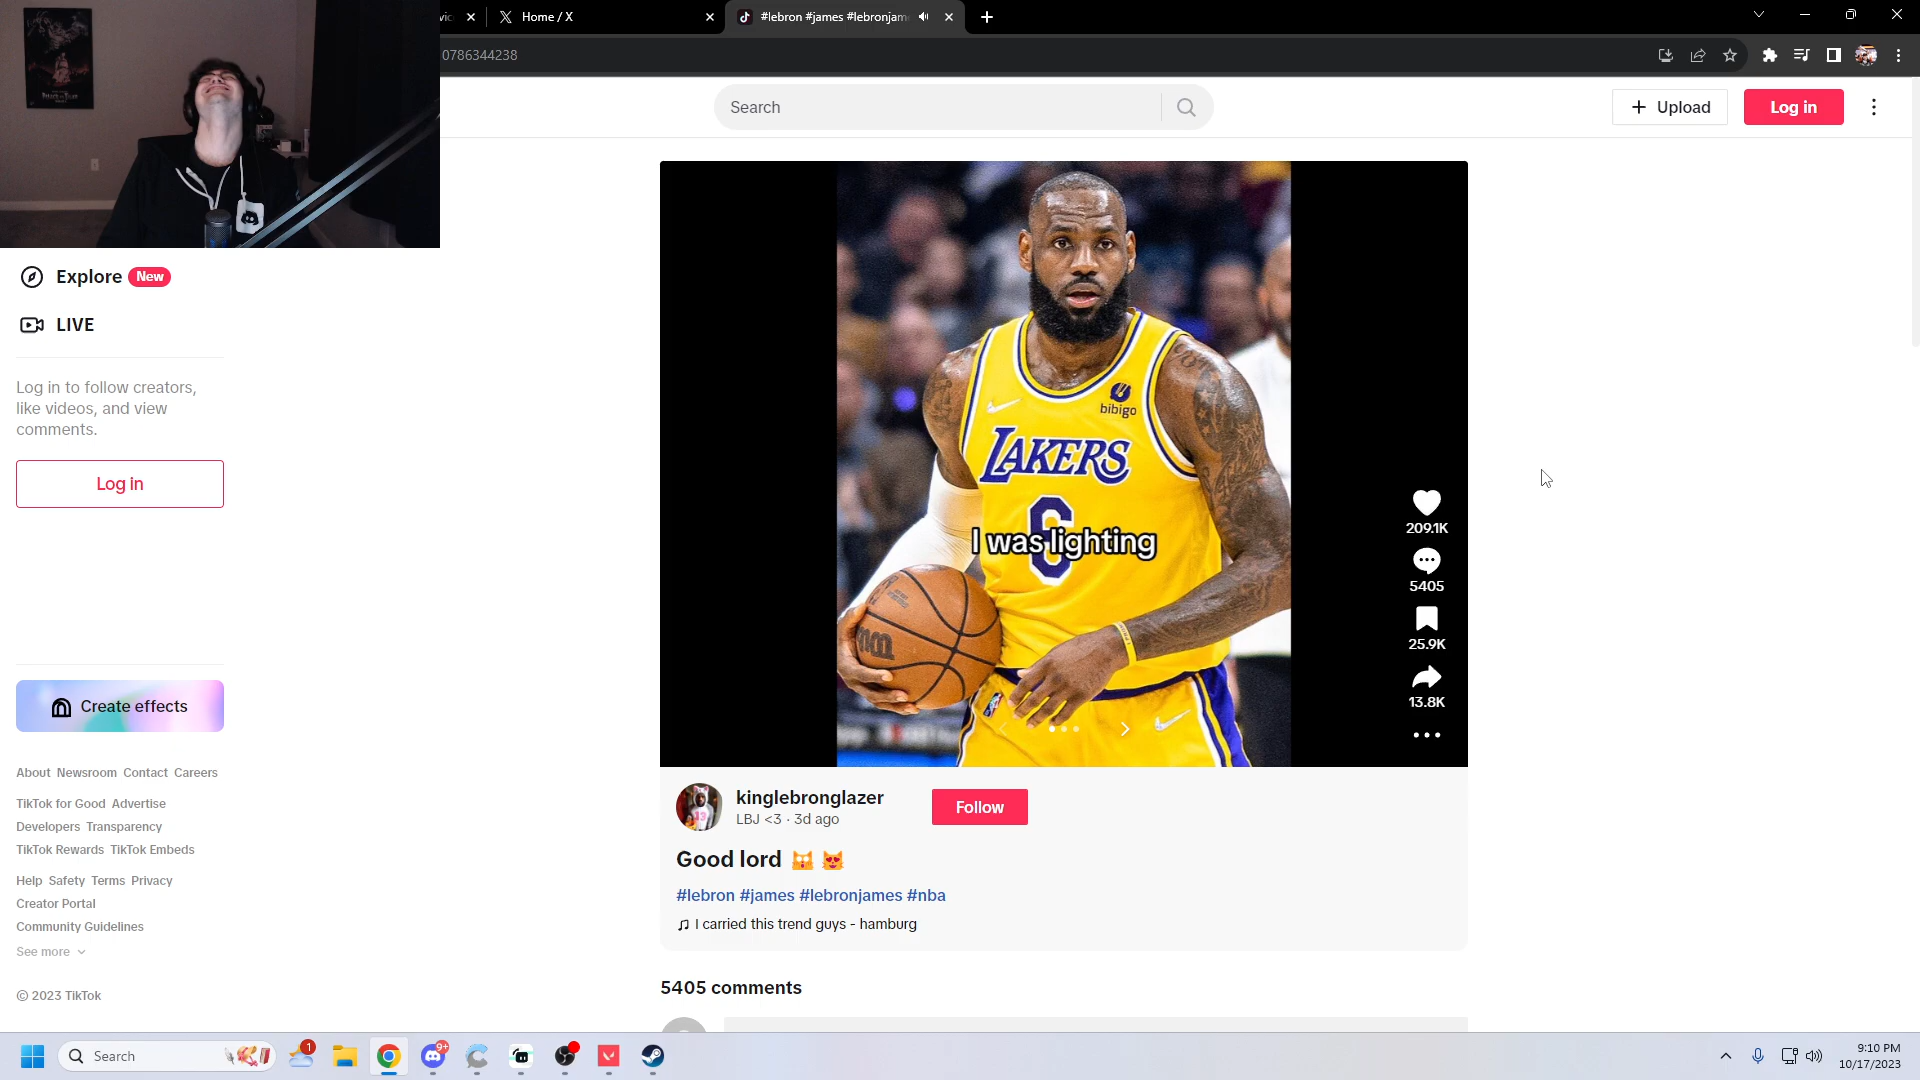 Home / X
#lebron #james #lebronjam
0786344238
Search
Upload
Log in
Explore New
LIVE
Log in to follow creators,
like videos, and view
comments.
Log in
Create effects
About Newsroom Contact Careers
TikTok for Good Advertise
Developers Transparency
TikTok Rewards TikTok Embeds
Help Safety Terms Privacy
Creator Portal
Community Guidelines
See more
© 2023 TikTok
bibigo
LAKERS
6
I was lighting
209.1K
5405
25.9K
13.8K
kinglebronglazer
LBJ <3 · 3d ago
Follow
Good lord 🙀 😻
#lebron #james #lebronjames #nba
I carried this trend guys - hamburg
5405 comments
Search
1
9+
9:10 PM
10/17/2023